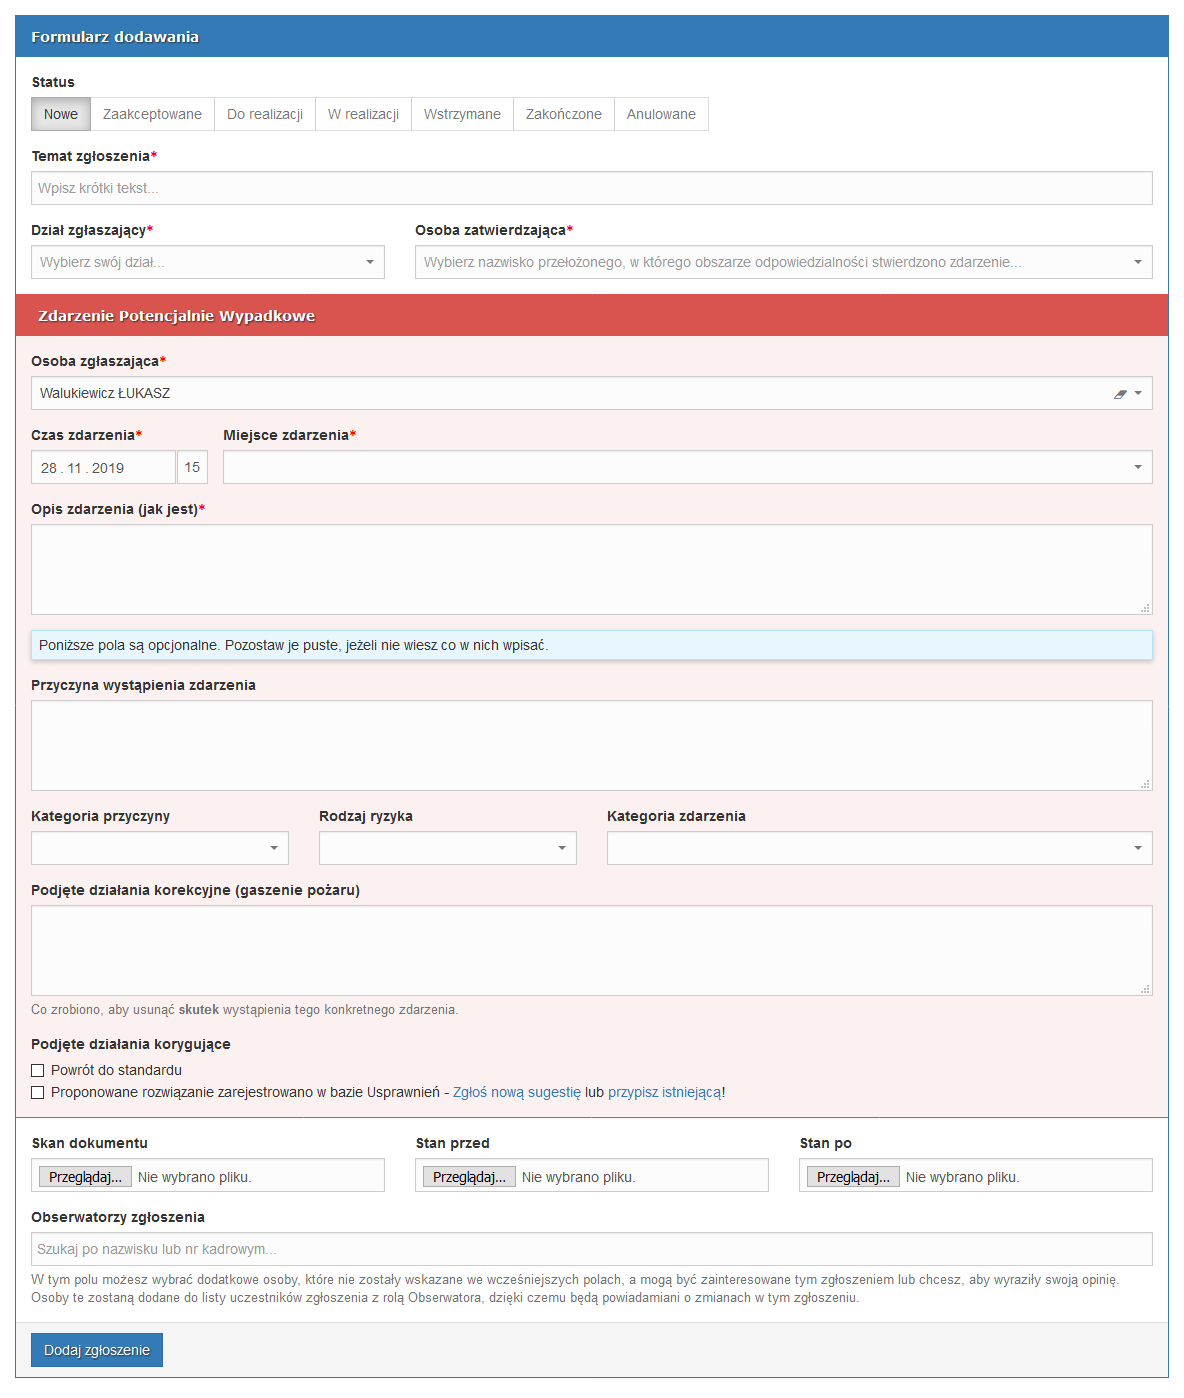 Formularz dodawania
Status
Nowe Zaakceptowane Do realizacji W realizacji Wstrzymane Zakończone Anulowane
Temat zgłoszenia*
Wpisz krótki tekst...
Dział zgłaszający* Osoba zatwierdzająca*
Wybierz swój dział... Wybierz nazwisko przełożonego, w którego obszarze odpowiedzialności stwierdzono zdarzenie...
Zdarzenie Potencjalnie Wypadkowe
Osoba zgłaszająca*
Walukiewicz ŁUKASZ
Czas zdarzenia* Miejsce zdarzenia*
28 . 11 . 2019 15
Opis zdarzenia (jak jest)*
Poniższe pola są opcjonalne. Pozostaw je puste, jeżeli nie wiesz co w nich wpisać.
Przyczyna wystąpienia zdarzenia
Kategoria przyczyny Rodzaj ryzyka Kategoria zdarzenia
Podjęte działania korekcyjne (gaszenie pożaru)
Co zrobiono, aby usunąć skutek wystąpienia tego konkretnego zdarzenia.
Podjęte działania korygujące
Powrót do standardu
Proponowane rozwiązanie zarejestrowano w bazie Usprawnień - Zgłoś nową sugestię lub przypisz istniejącą!
Skan dokumentu Stan przed Stan po
Przeglądaj... Nie wybrano pliku. Przeglądaj... Nie wybrano pliku. Przeglądaj... Nie wybrano pliku.
Obserwatorzy zgłoszenia
Szukaj po nazwisku lub nr kadrowym...
W tym polu możesz wybrać dodatkowe osoby, które nie zostały wskazane we wcześniejszych polach, a mogą być zainteresowane tym zgłoszeniem lub chcesz, aby wyraziły swoją opinię.
Osoby te zostaną dodane do listy uczestników zgłoszenia z rolą Obserwatora, dzięki czemu będą powiadamiani o zmianach w tym zgłoszeniu.
Dodaj zgłoszenie